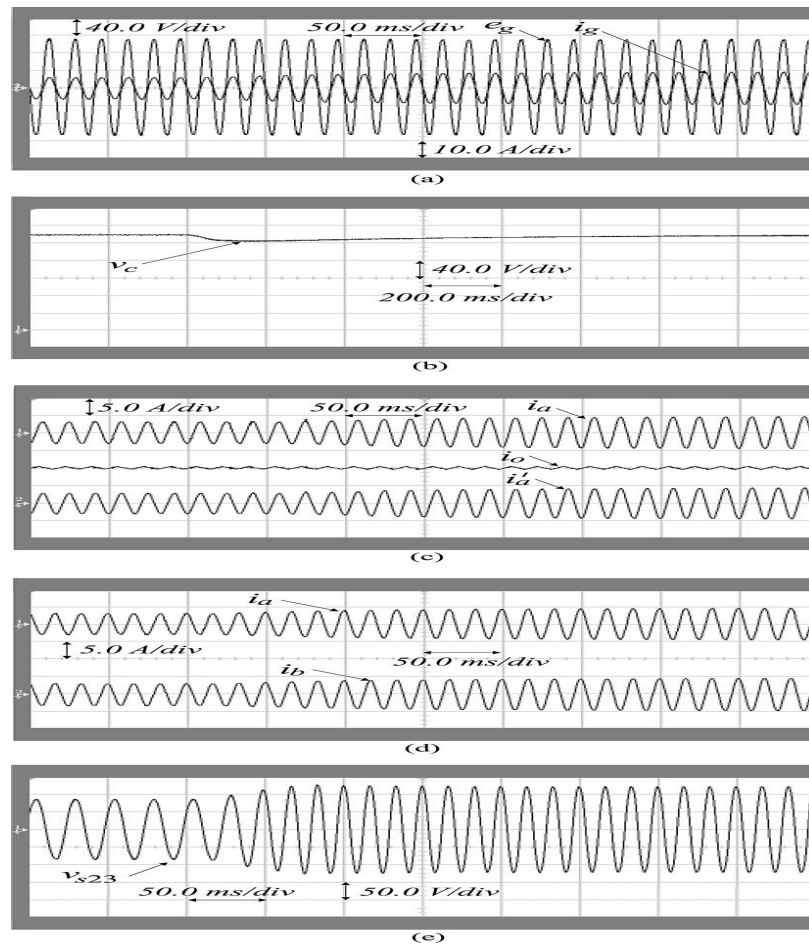 40.0 V/div 50.0 ms/div e_g i_g
10.0 A/div
(a)
v_c
40.0 V/div
200.0 ms/div
(b)
5.0 A/div 50.0 ms/div i_a
i_o
i'_a
(c)
i_a
5.0 A/div 50.0 ms/div
i_b
(d)
v_s23
50.0 ms/div 50.0 V/div
(e)